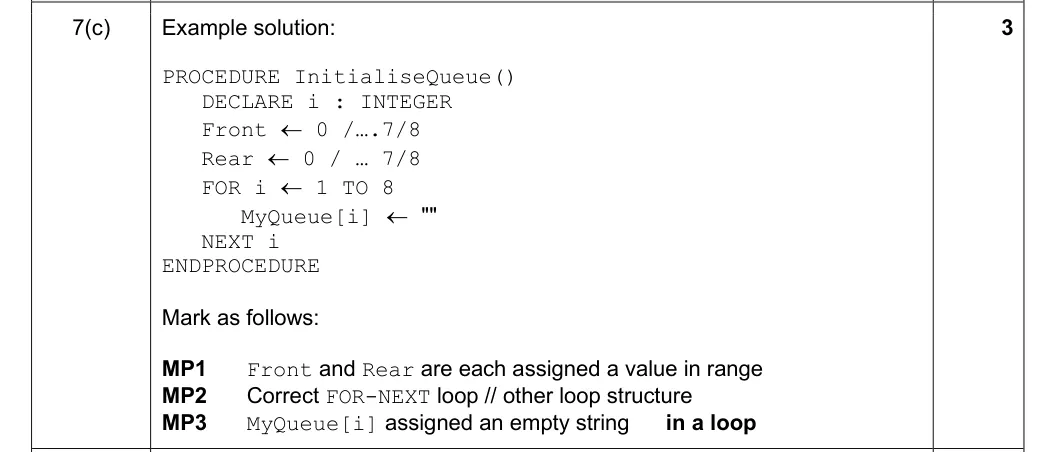 7(c) Example solution: 3
PROCEDURE InitialiseQueue()
DECLARE i : INTEGER
Front ← 0 /….7/8
Rear ← 0 / … 7/8
FOR i ← 1 TO 8
MyQueue[i] ← ""
NEXT i
ENDPROCEDURE
Mark as follows:
MP1 Front and Rear are each assigned a value in range
MP2 Correct FOR-NEXT loop // other loop structure
MP3 MyQueue[i] assigned an empty string in a loop